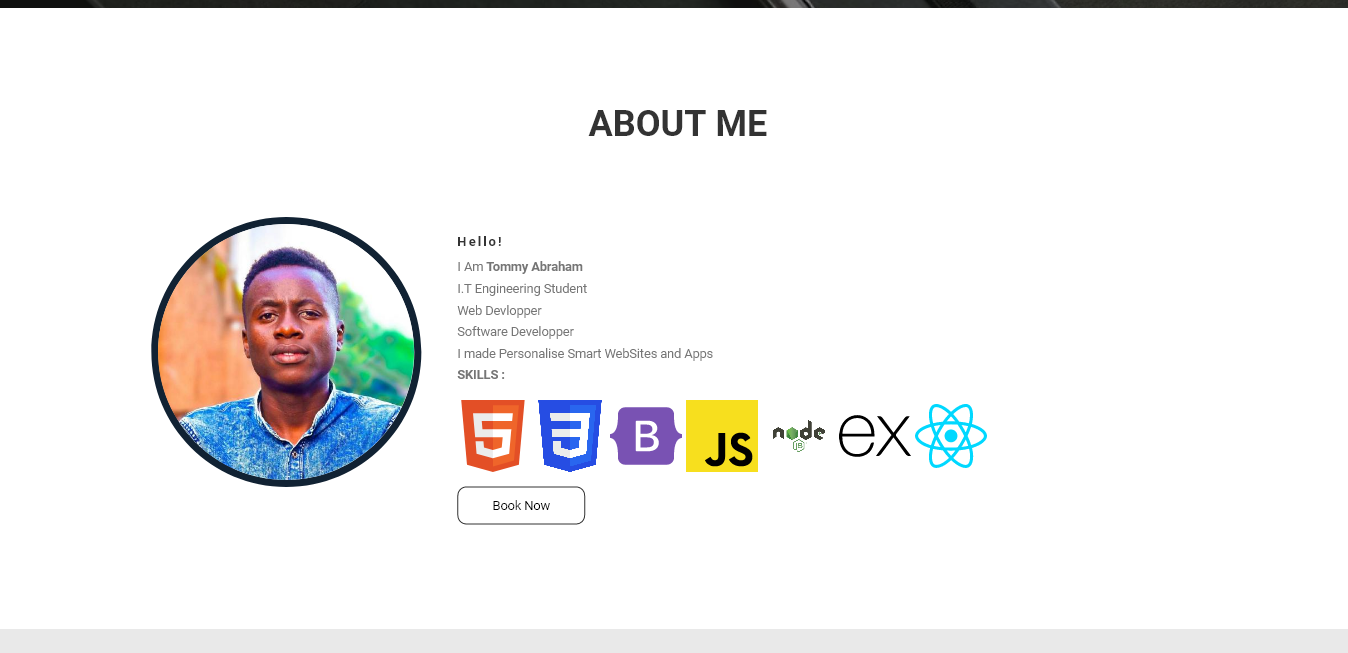 ABOUT ME
Hello!
I Am Tommy Abraham
I.T Engineering Student
Web Devlopper
Software Developper
I made Personalise Smart WebSites and Apps
SKILLS :
5 3 B JS node JS ex
Book Now